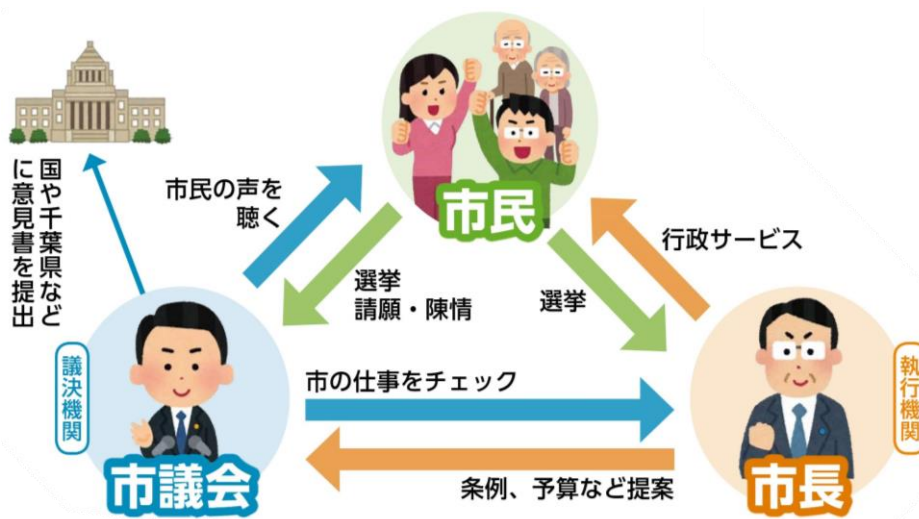 市民
国や千葉県など
に意見書を提出
市民の声を
聴く
選挙
請願・陳情
選挙
行政サービス
議決機関
市議会
市の仕事をチェック
条例、予算など提案
執行機関
市長